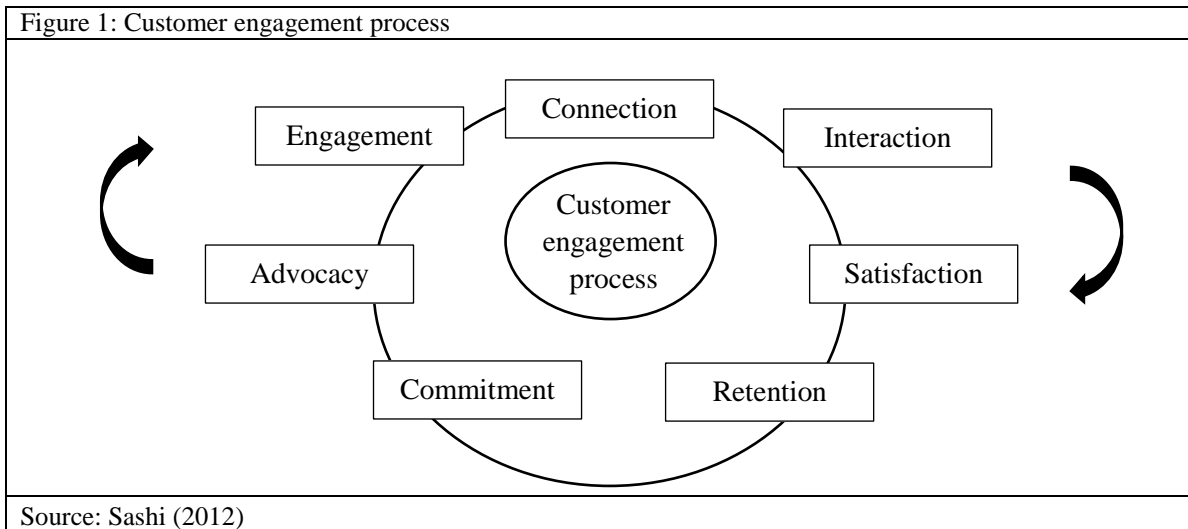 Figure 1: Customer engagement process
Connection
Engagement
Interaction
Customer
engagement
process
Advocacy
Satisfaction
Commitment
Retention
Source: Sashi (2012)